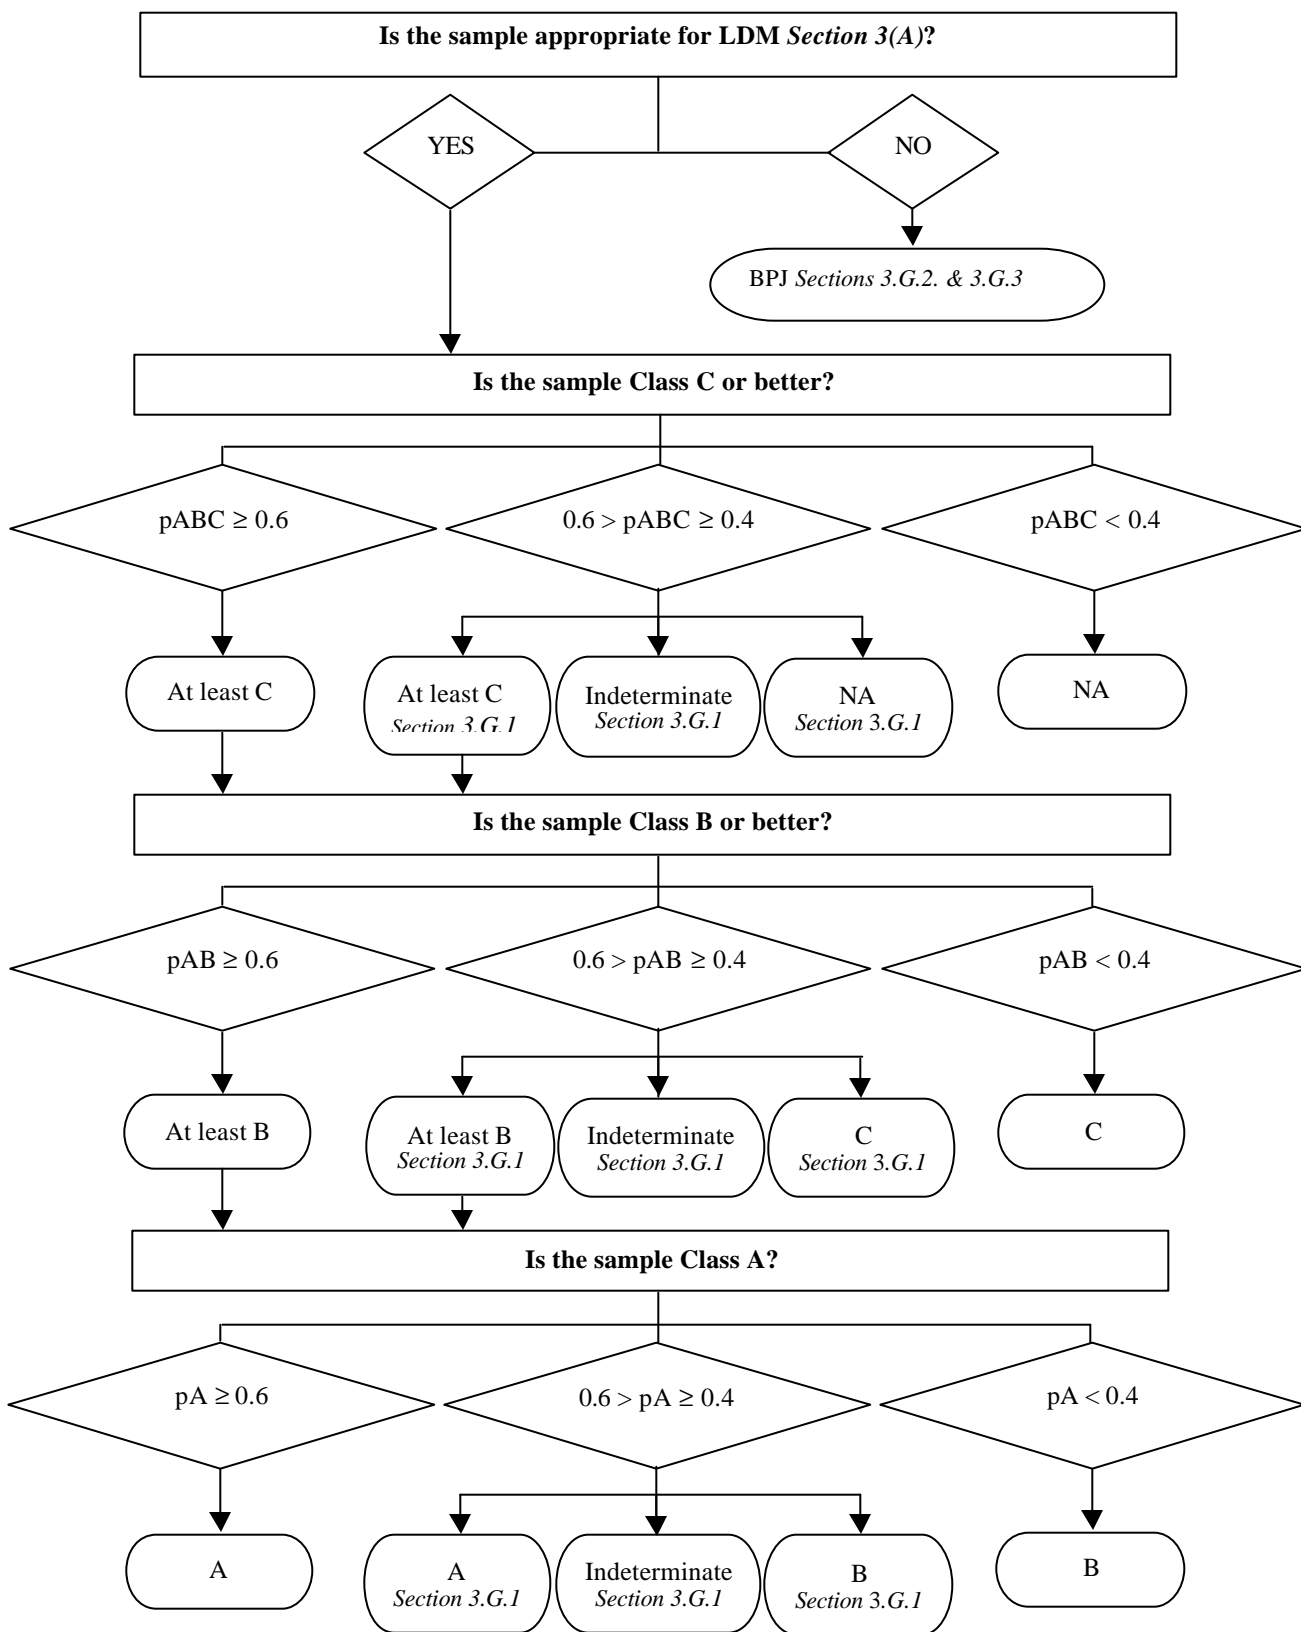 Is the sample appropriate for LDM Section 3(A)?
YES
NO
BPJ Sections 3.G.2. & 3.G.3
Is the sample Class C or better?
pABC ≥ 0.6
0.6 > pABC ≥ 0.4
pABC < 0.4
At least C
At least C
Section 3.G.1
Indeterminate
Section 3.G.1
NA
Section 3.G.1
NA
Is the sample Class B or better?
pAB ≥ 0.6
0.6 > pAB ≥ 0.4
pAB < 0.4
At least B
At least B
Section 3.G.1
Indeterminate
Section 3.G.1
C
Section 3.G.1
C
Is the sample Class A?
pA ≥ 0.6
0.6 > pA ≥ 0.4
pA < 0.4
A
A
Section 3.G.1
Indeterminate
Section 3.G.1
B
Section 3.G.1
B